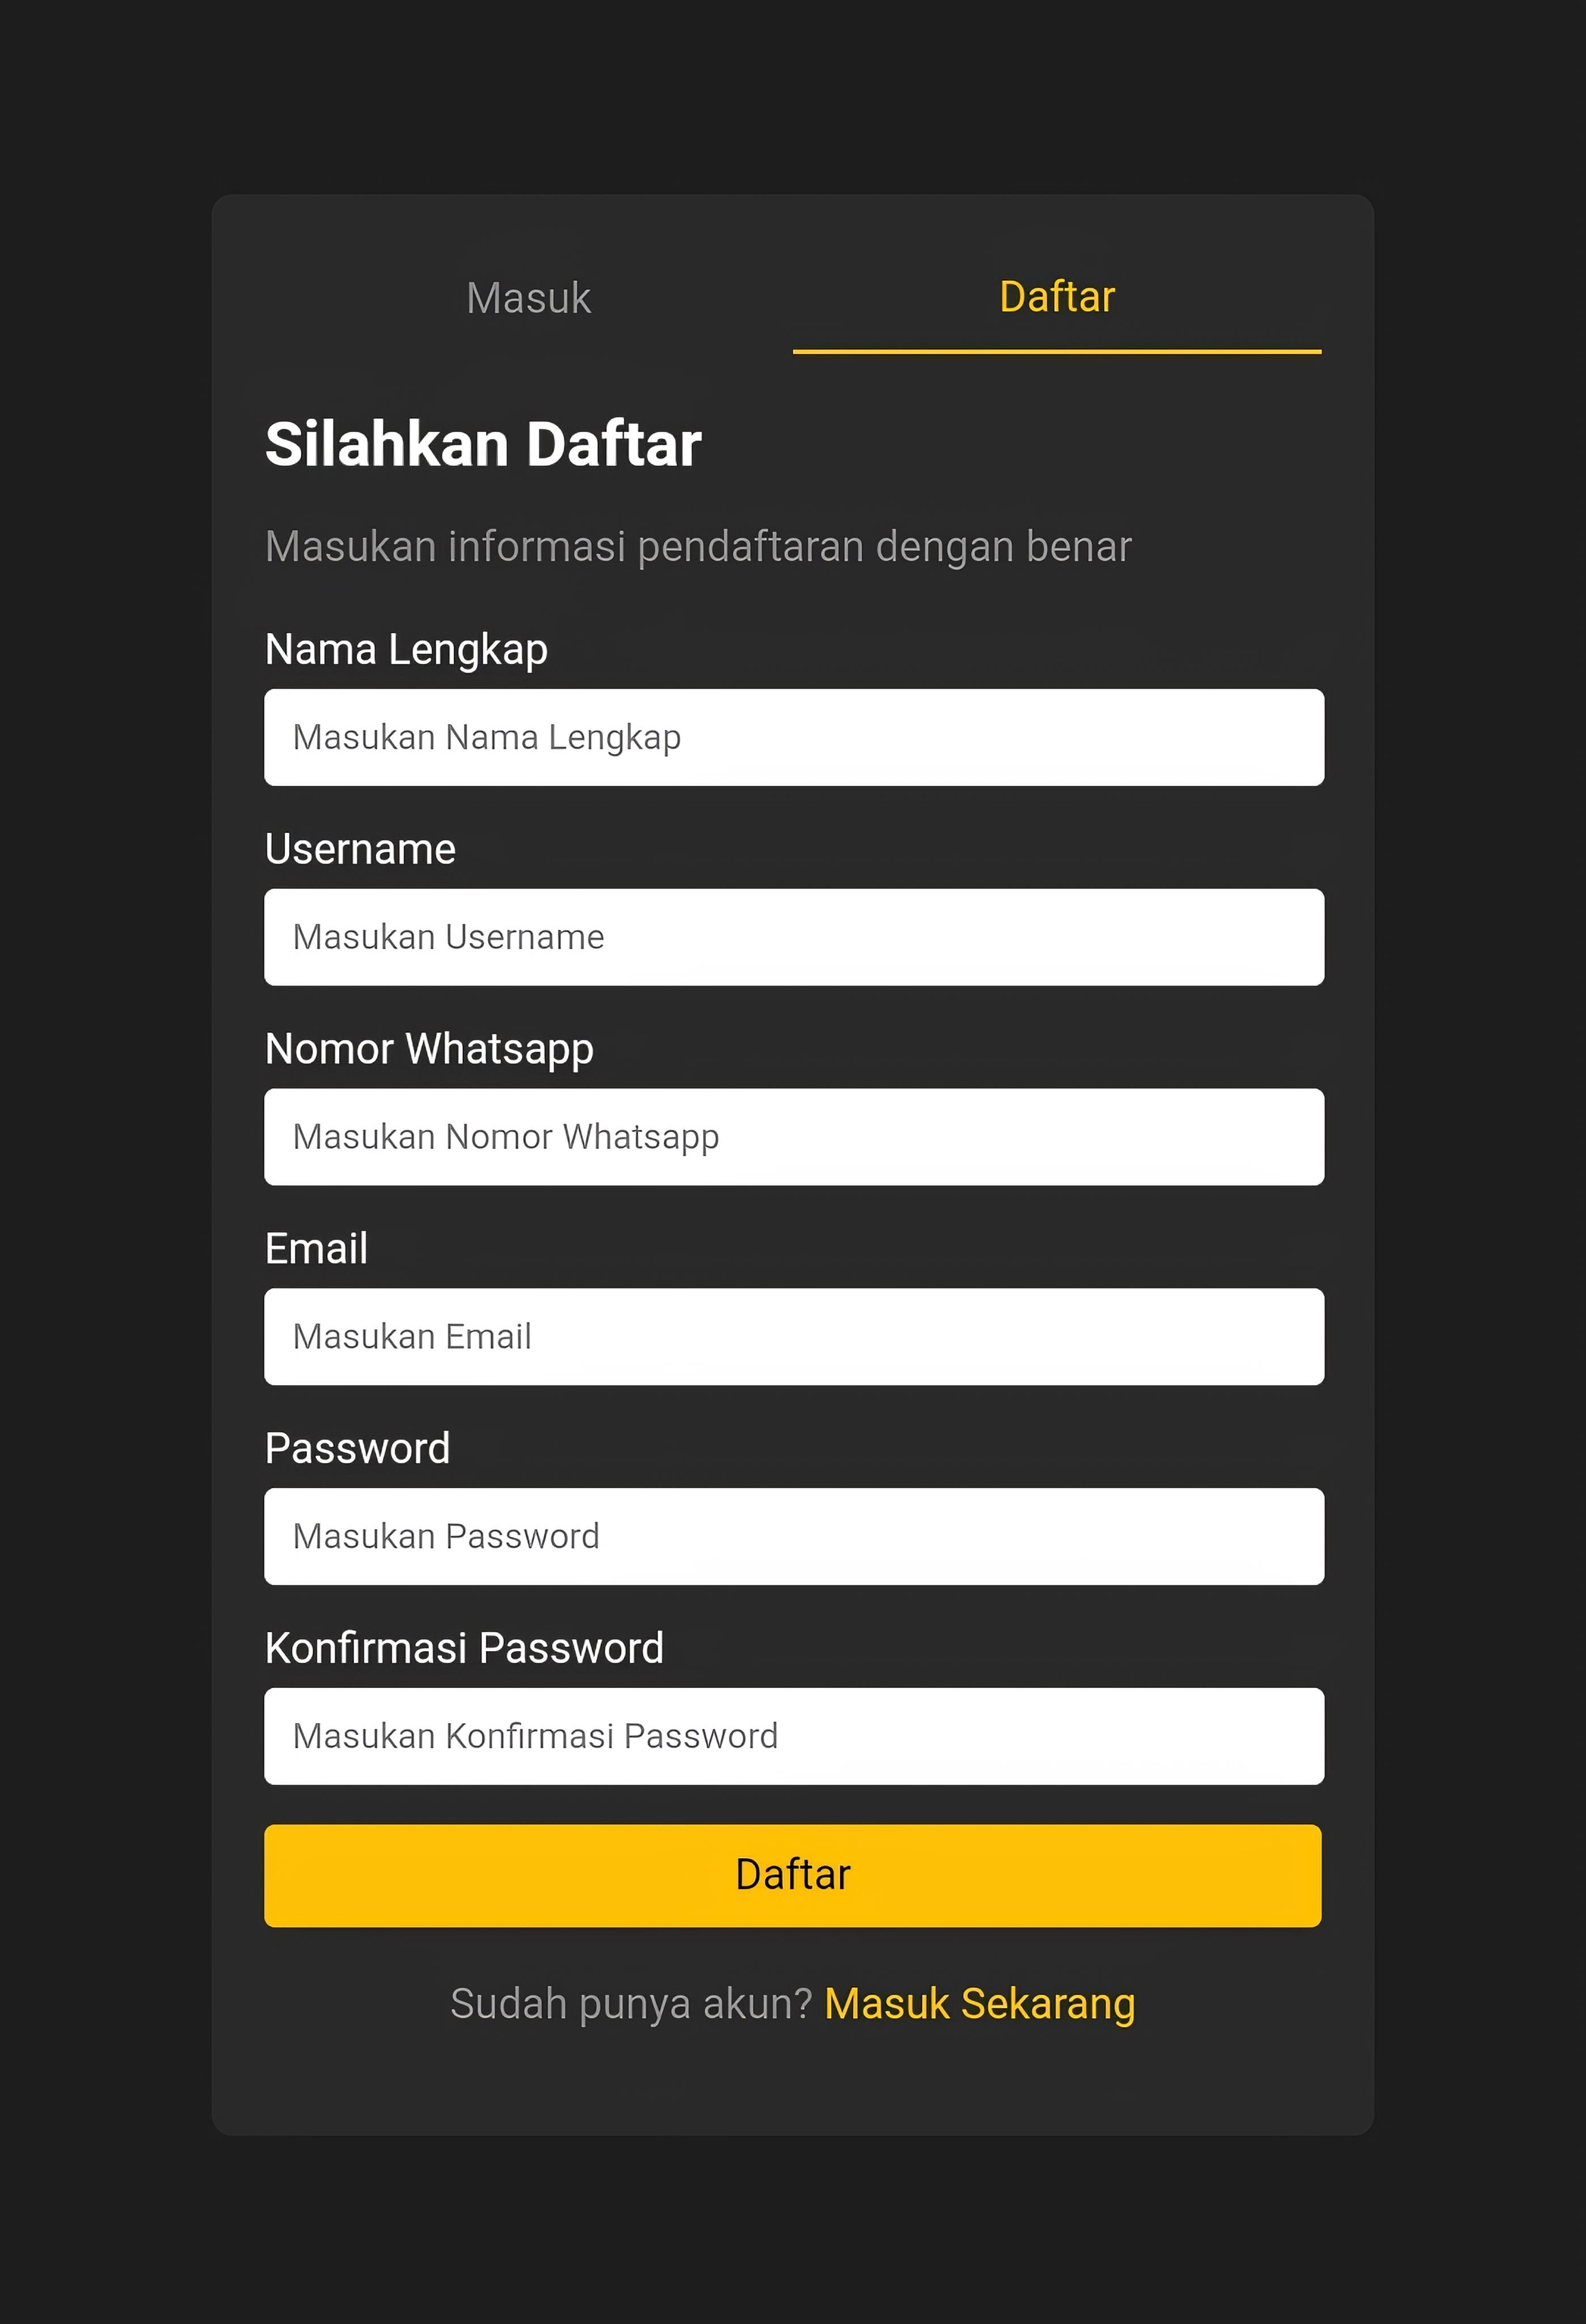 Masuk Daftar
Silahkan Daftar
Masukan informasi pendaftaran dengan benar
Nama Lengkap
Masukan Nama Lengkap
Username
Masukan Username
Nomor Whatsapp
Masukan Nomor Whatsapp
Email
Masukan Email
Password
Masukan Password
Konfirmasi Password
Masukan Konfirmasi Password
Daftar
Sudah punya akun? Masuk Sekarang